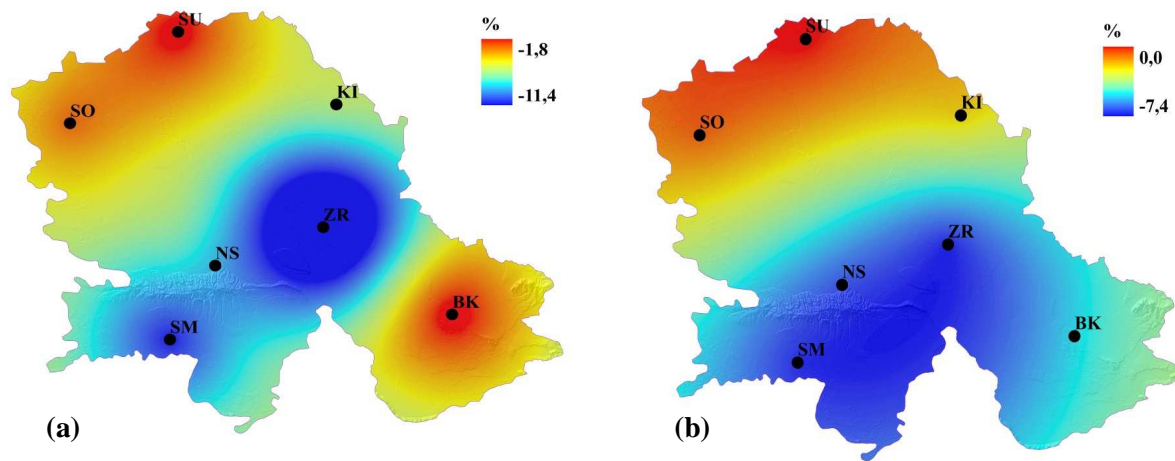 SU
%
-1,8
-11,4
KI
SO
ZR
NS
BK
SM
(a)
SU
%
0,0
-7,4
KI
SO
ZR
NS
BK
SM
(b)